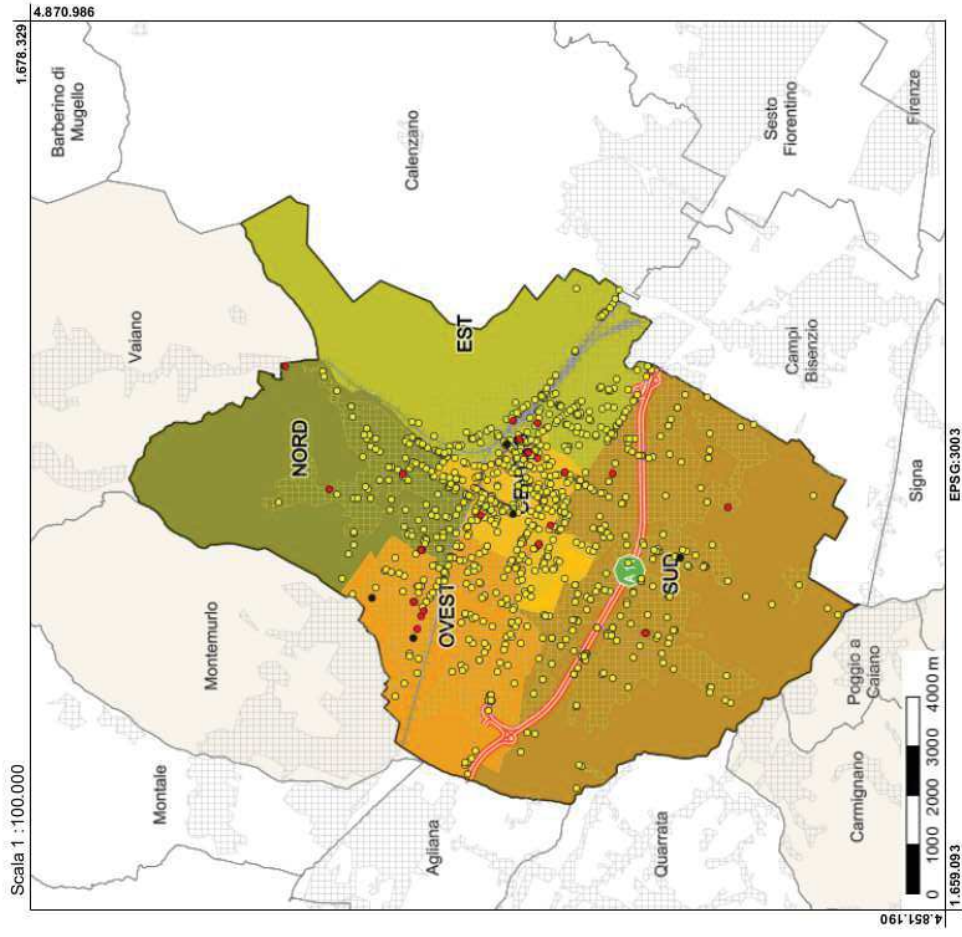 Scala 1 :100.000
1.678.329
4.870.986
Barberino di
Mugello
Vaiano
Montale
Montemurlo
NORD
Calenzano
Agliana
OVEST
EST
Quarrata
SUD
Sesto
Fiorentino
Campi
Bisenzio
Poggio a
Caiano
Carmignano
Signa
Firenze
0 1000 2000 3000 4000 m
4.851.190
1.659.093
EPSG:3003